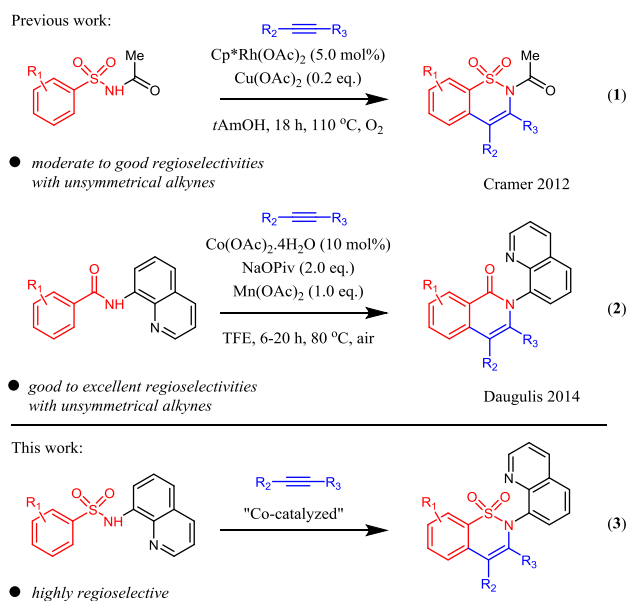 Previous work:
R2 R3
Cp*Rh(OAc)2 (5.0 mol%)
Cu(OAc)2 (0.2 eq.)
tAmOH, 18 h, 110 °C, O2
R1 O O S NH Me O
R1 O O S N Me O R3 R2
(1)
● moderate to good regioselectivities
with unsymmetrical alkynes
Cramer 2012
R2 R3
Co(OAc)2.4H2O (10 mol%)
NaOPiv (2.0 eq.)
Mn(OAc)2 (1.0 eq.)
TFE, 6-20 h, 80 °C, air
R1 O NH N
R1 O N N R3 R2
(2)
● good to excellent regioselectivities
with unsymmetrical alkynes
Daugulis 2014
This work:
R2 R3
"Co-catalyzed"
R1 O O S NH N
R1 O O S N N R3 R2
(3)
● highly regioselective